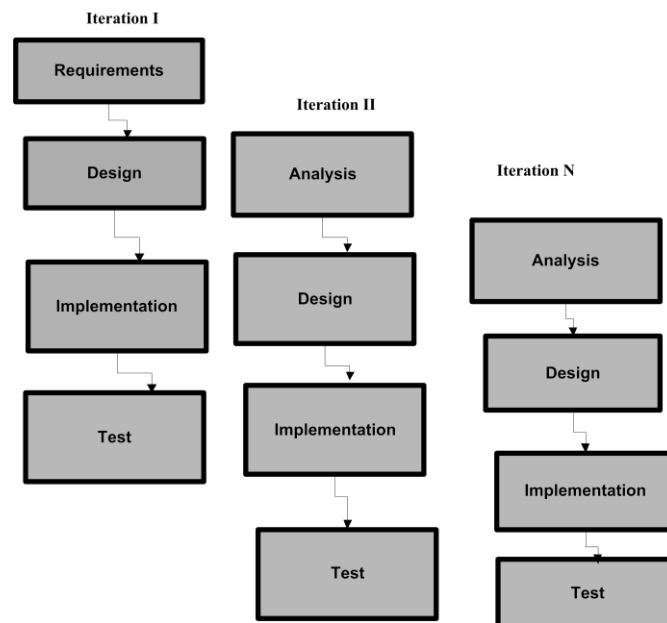 Iteration I
Requirements
Design
Implementation
Test
Iteration II
Analysis
Design
Implementation
Test
Iteration N
Analysis
Design
Implementation
Test